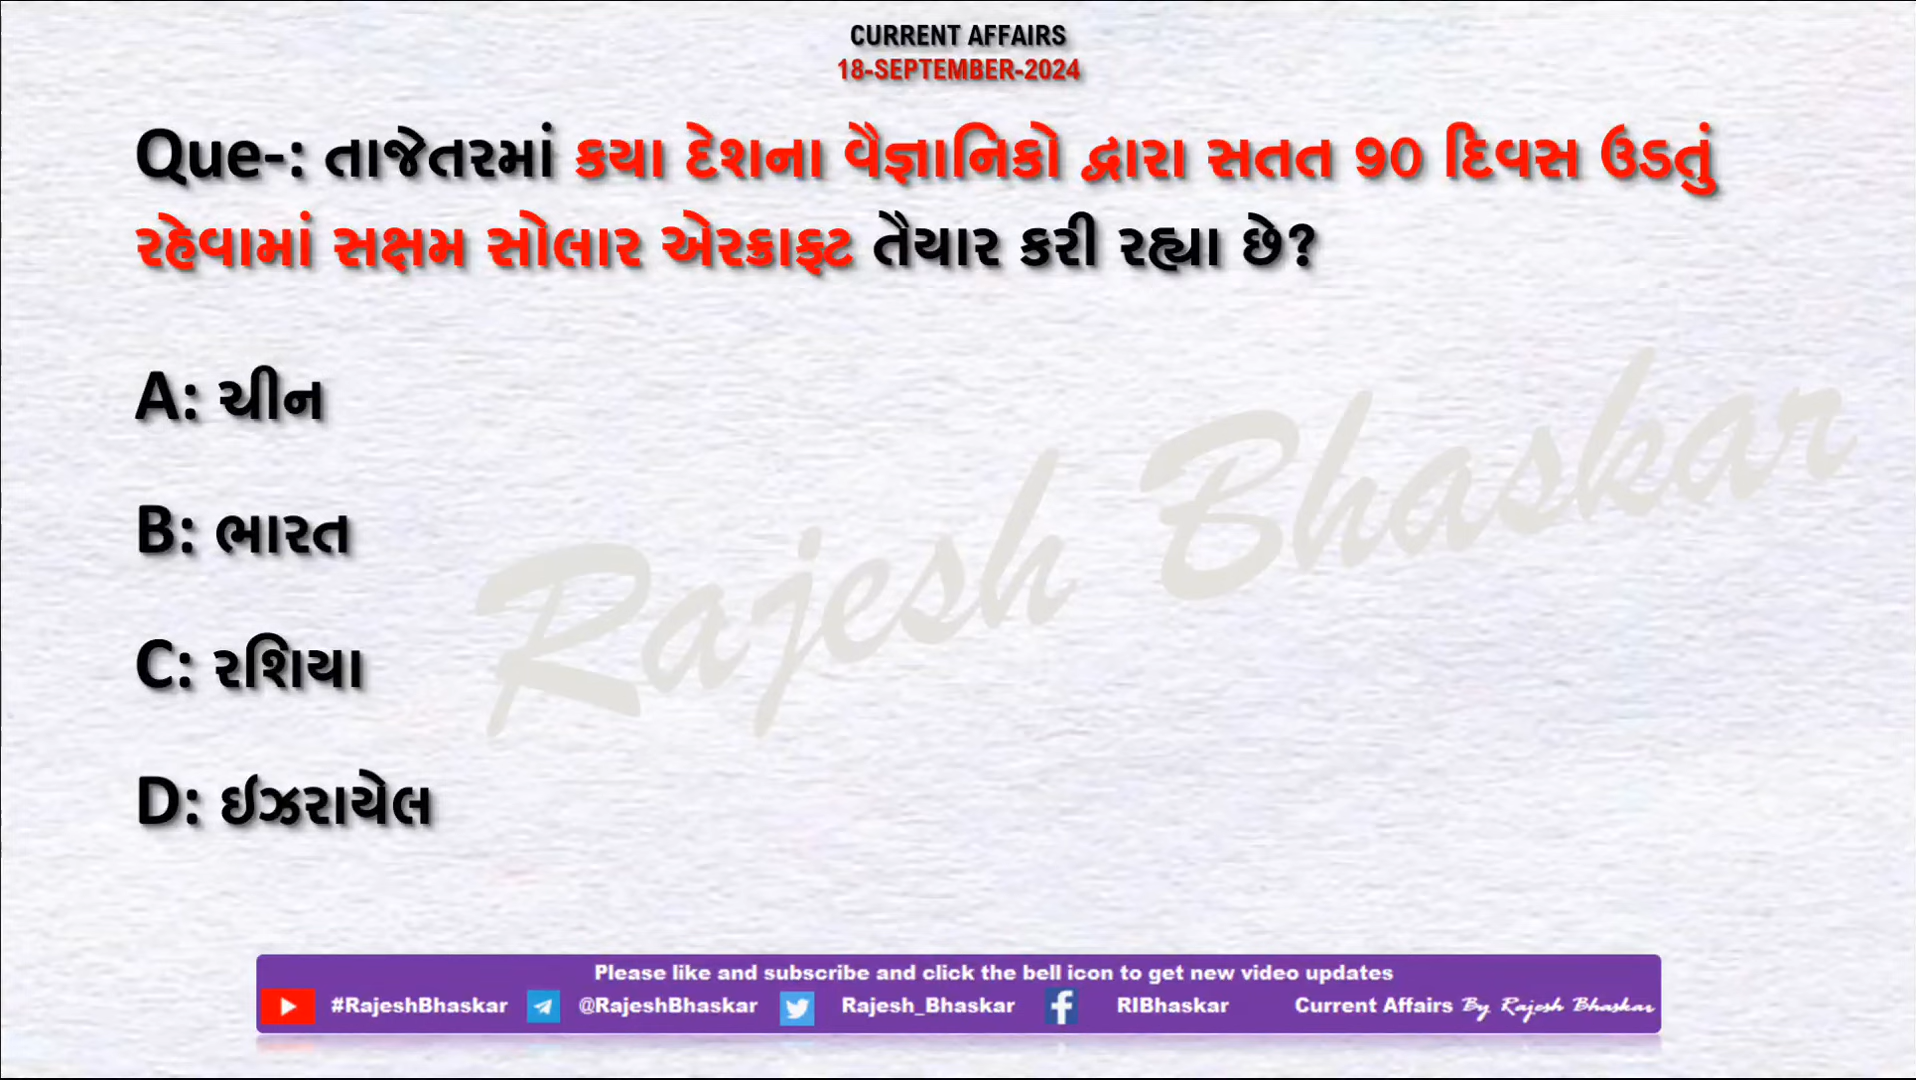 CURRENT AFFAIRS
18-SEPTEMBER-2024
Que-: તાજેતરમાં કયા દેશના વૈજ્ઞાનિકો દ્વારા સતત 90 દિવસ ઉડતું
રહેવામાં સક્ષમ સોલાર એરક્રાફ્ટ તૈયાર કરી રહ્યા છે?
A: ચીન
B: ભારત
C: રશિયા
D: ઈઝરાયેલ
Rajesh Bhaskar
Please like and subscribe and click the bell icon to get new video updates
#RajeshBhaskar @RajeshBhaskar Rajesh_Bhaskar RIBhaskar Current Affairs By Rajesh Bhaskar